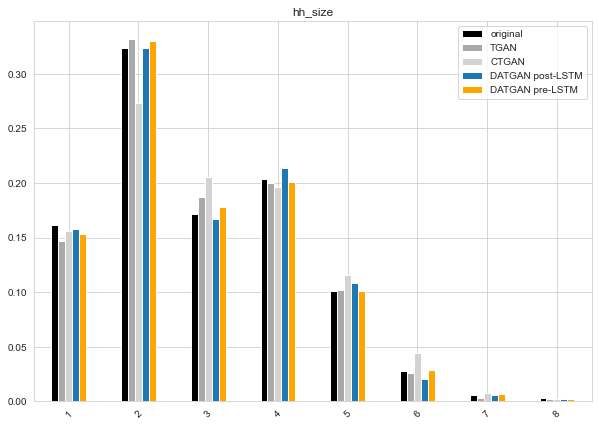 hh_size
original
TGAN
CTGAN
DATGAN post-LSTM
DATGAN pre-LSTM
0.30
0.25
0.20
0.15
0.10
0.05
0.00
1 2 3 4 5 6 7 8